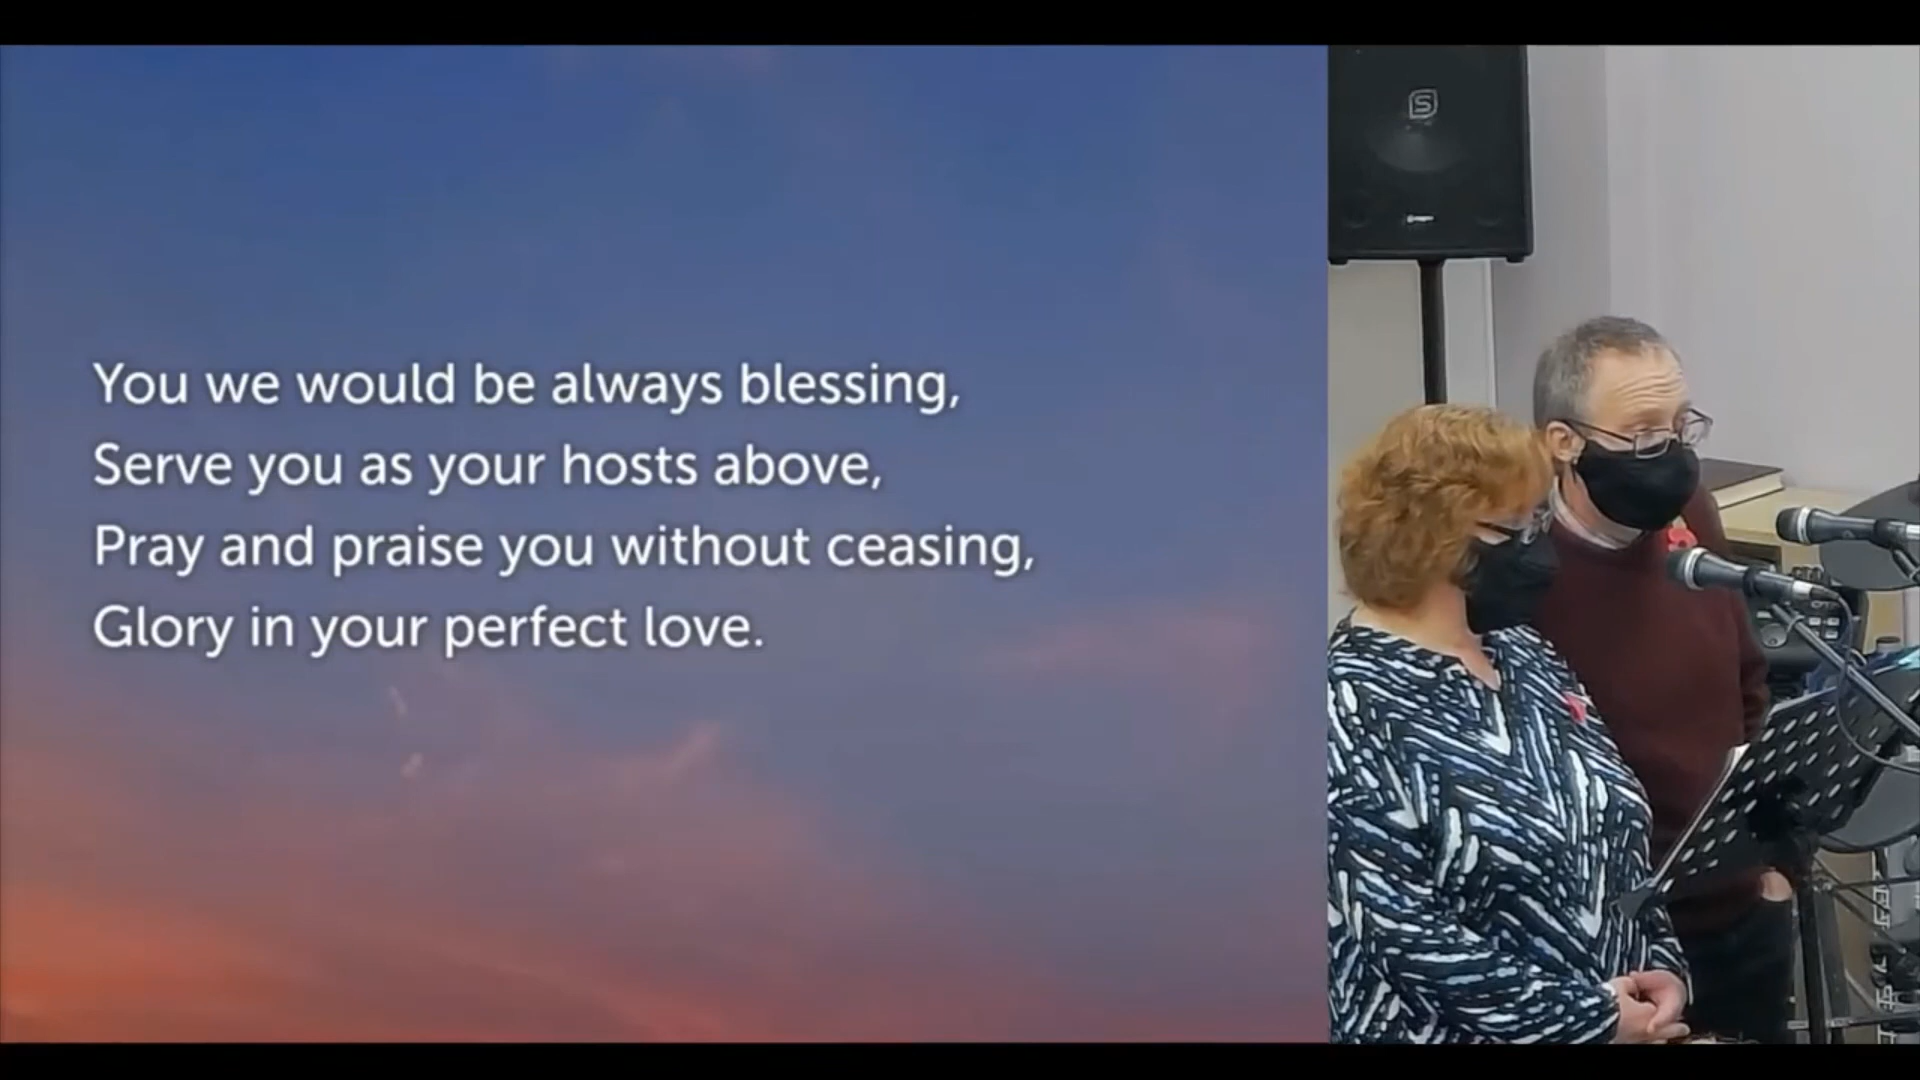 You we would be always blessing,
Serve you as your hosts above,
Pray and praise you without ceasing,
Glory in your perfect love.
S